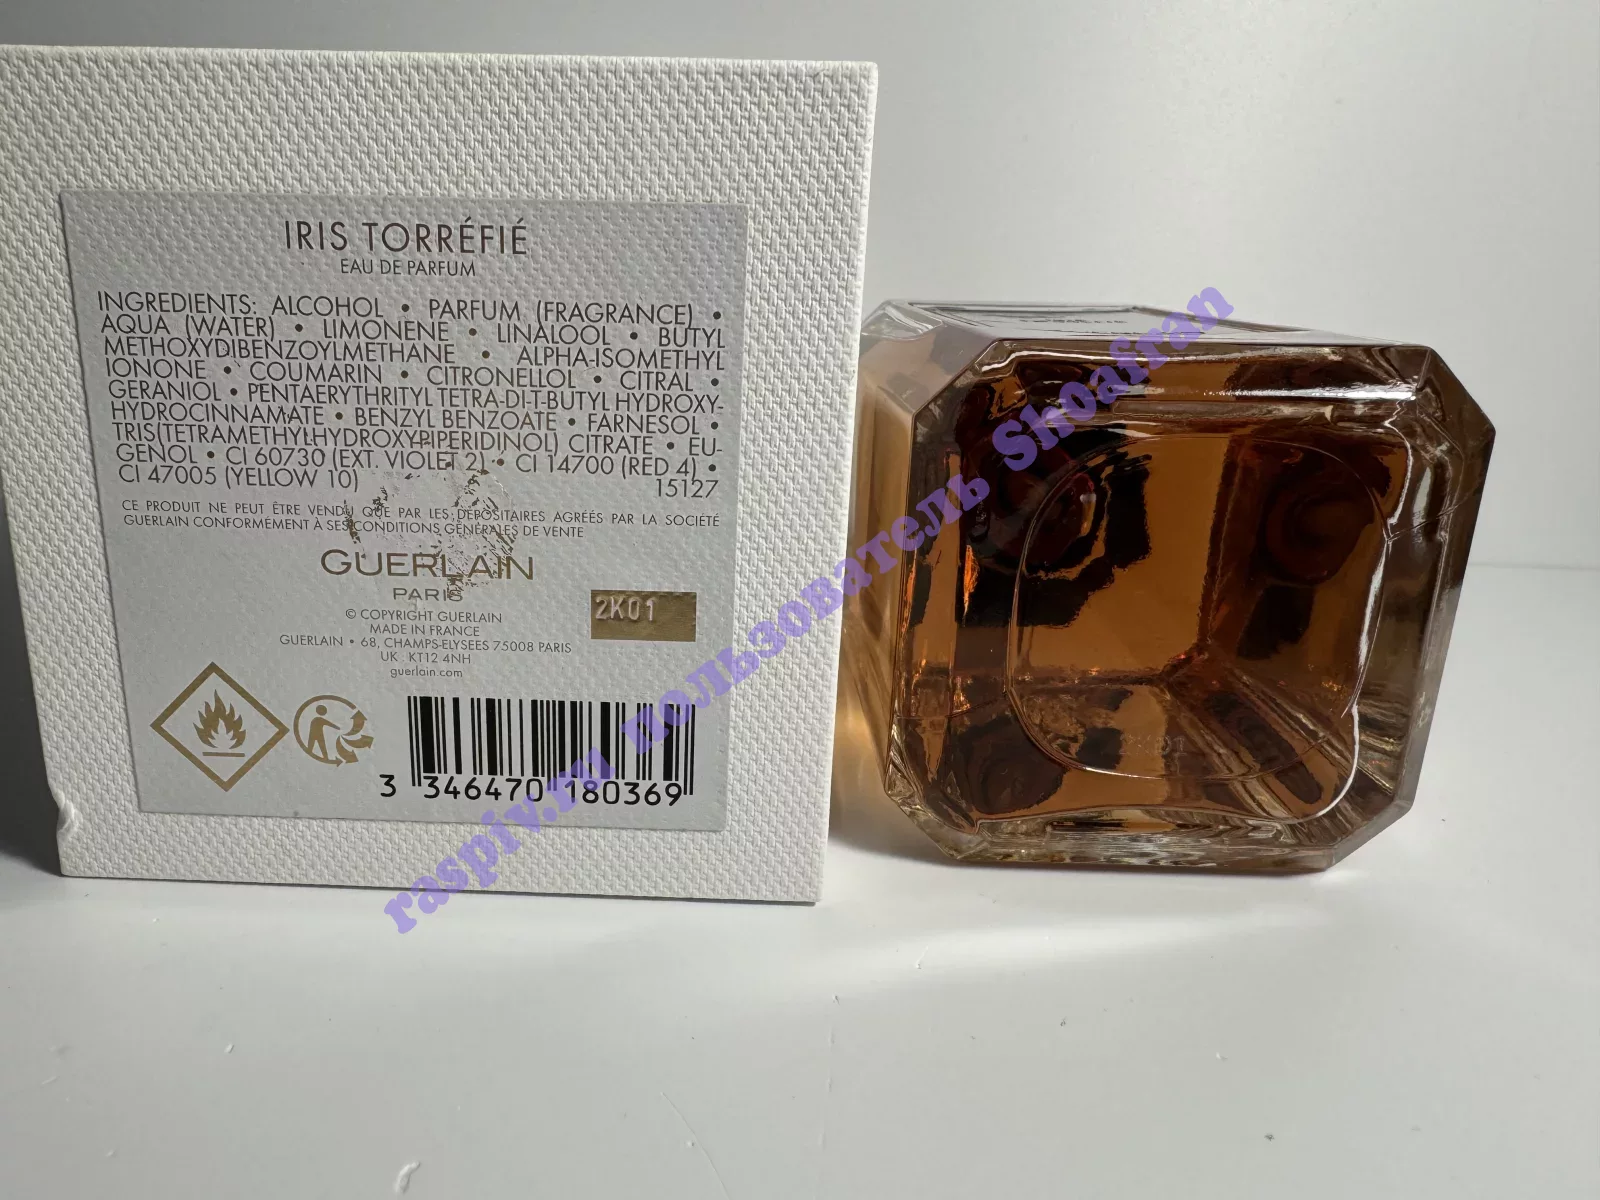 IRIS TORRÉFIÉ
EAU DE PARFUM
INGREDIENTS: ALCOHOL • PARFUM (FRAGRANCE) •
AQUA (WATER) • LIMONENE • LINALOOL • BUTYL
METHOXYDIBENZOYLMETHANE • ALPHA-ISOMETHYL
IONONE • COUMARIN • CITRONELLOL • CITRAL •
GERANIOL • PENTAERYTHRITYL TETRA-DI-T-BUTYL HYDROXY-
HYDROCINNAMATE • BENZYL BENZOATE • FARNESOL •
TRIS(TETRAMETHYLHYDROXYPIPERIDINOL) CITRATE • EU-
GENOL • CI 60730 (EXT. VIOLET 2) • CI 14700 (RED 4) •
CI 47005 (YELLOW 10) 15127
CE PRODUIT NE PEUT ÊTRE VENDU QUE PAR LES DÉPOSITAIRES AGRÉÉS PAR LA SOCIÉTÉ
GUERLAIN CONFORMÉMENT À SES CONDITIONS GÉNÉRALES DE VENTE
GUERLAIN
PARIS
2K01
© COPYRIGHT GUERLAIN
MADE IN FRANCE
GUERLAIN • 68, CHAMPS-ELYSEES 75008 PARIS
UK : KT12 4NH
guerlain.com
3 346470 180369
2K01
raspiv.ru пользователь Sh0afran